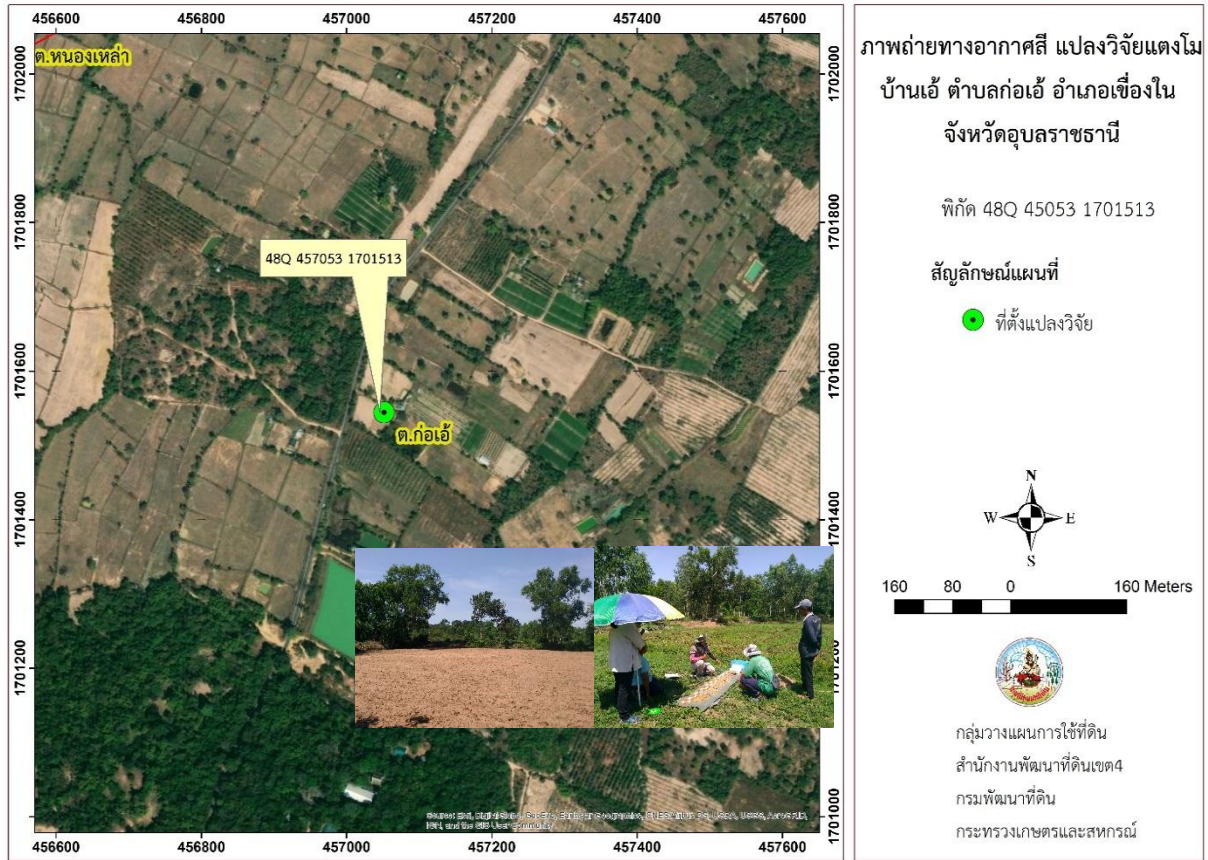 456600 456800 457000 457200 457400 457600
ต.หนองเหล่า
1702000
1702000
1701800
1701800
48Q 457053 1701513
1701600
1701600
ต.ก่อเอ้
1701400
1701400
1701200
1701200
1701000
1701000
456600 456800 457000 457200 457400 457600
ภาพถ่ายทางอากาศสี แปลงวิจัยแตงโม
บ้านเอ้ ตำบลก่อเอ้ อำเภอเขื่องใน
จังหวัดอุบลราชธานี
พิกัด 48Q 45053 1701513
สัญลักษณ์แผนที่
ที่ตั้งแปลงวิจัย
N
W E
S
160 80 0 160 Meters
กลุ่มวางแผนการใช้ที่ดิน
สำนักงานพัฒนาที่ดินเขต4
กรมพัฒนาที่ดิน
กระทรวงเกษตรและสหกรณ์